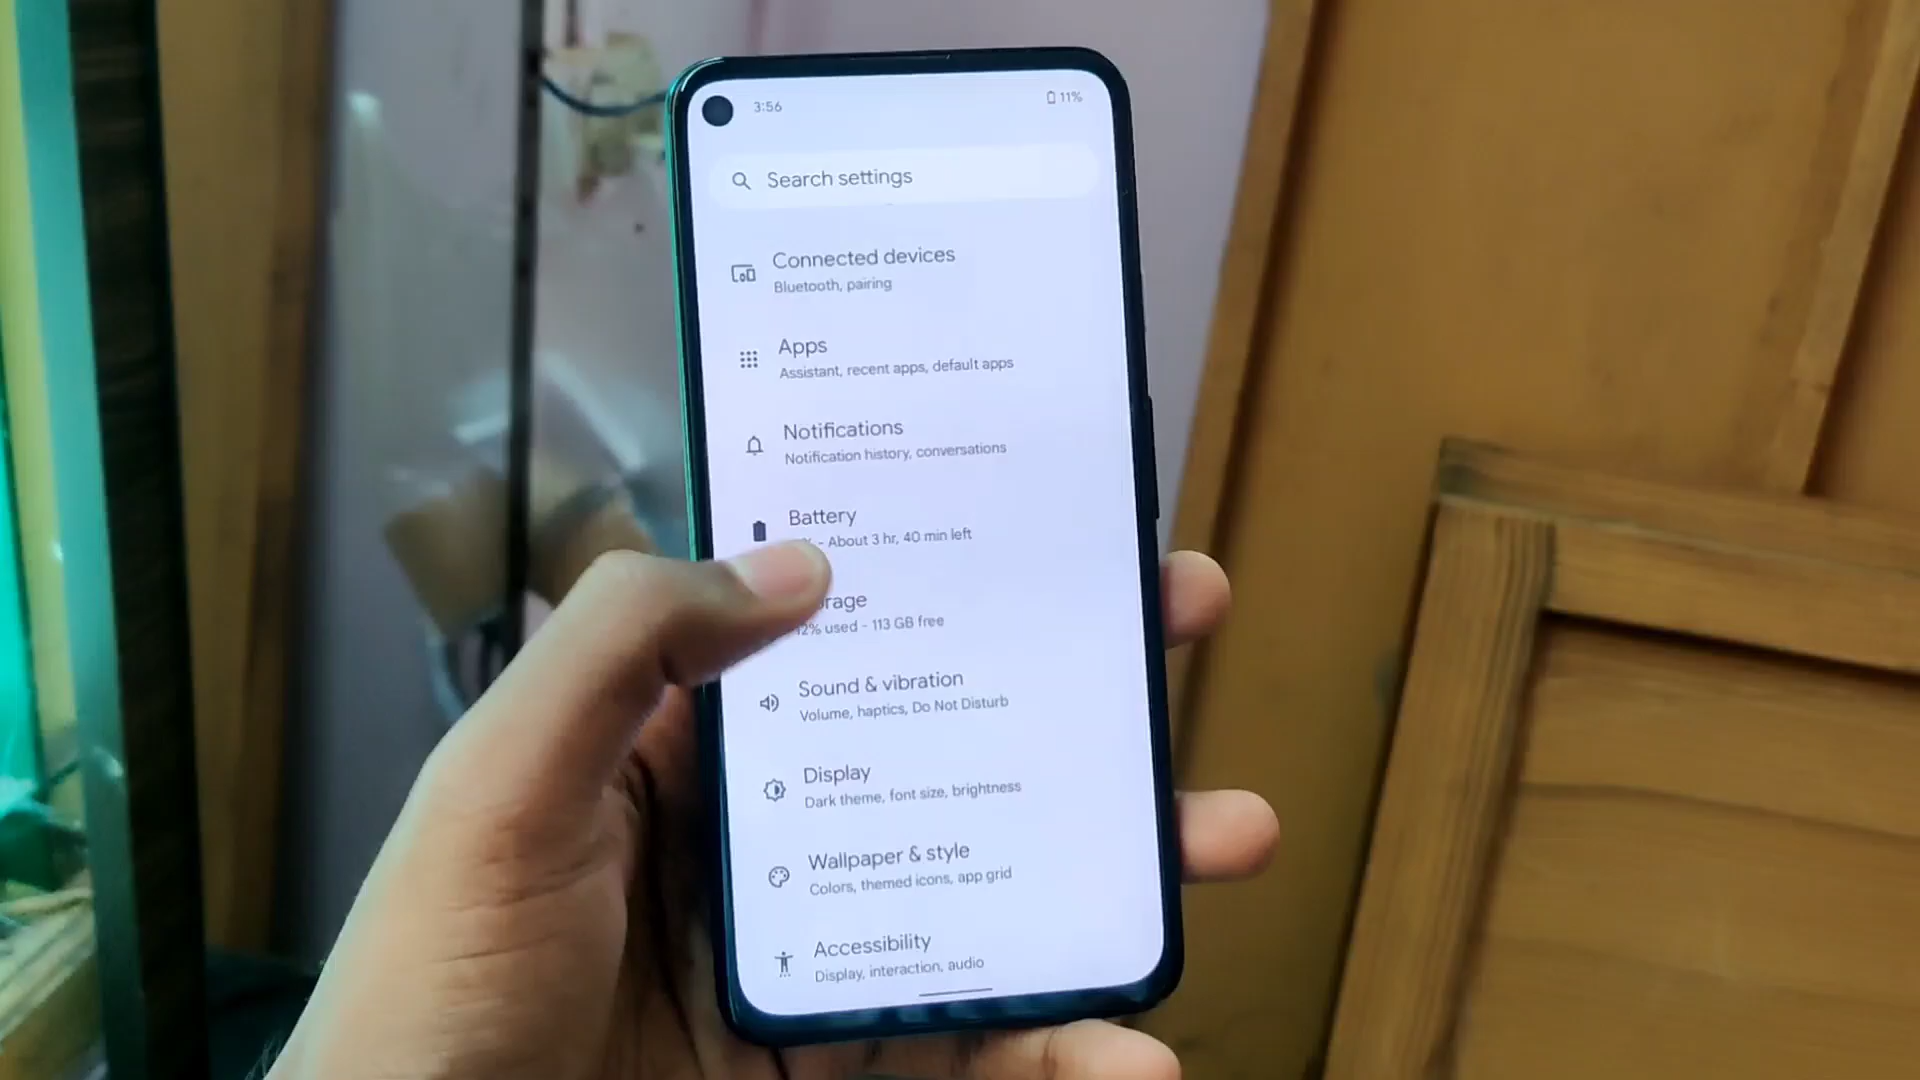 3:56
11%
Search settings
Connected devices
Bluetooth, pairing
Apps
Assistant, recent apps, default apps
Notifications
Notification history, conversations
Battery
% - About 3 hr, 40 min left
rage
12% used - 113 GB free
Sound & vibration
Volume, haptics, Do Not Disturb
Display
Dark theme, font size, brightness
Wallpaper & style
Colors, themed icons, app grid
Accessibility
Display, interaction, audio